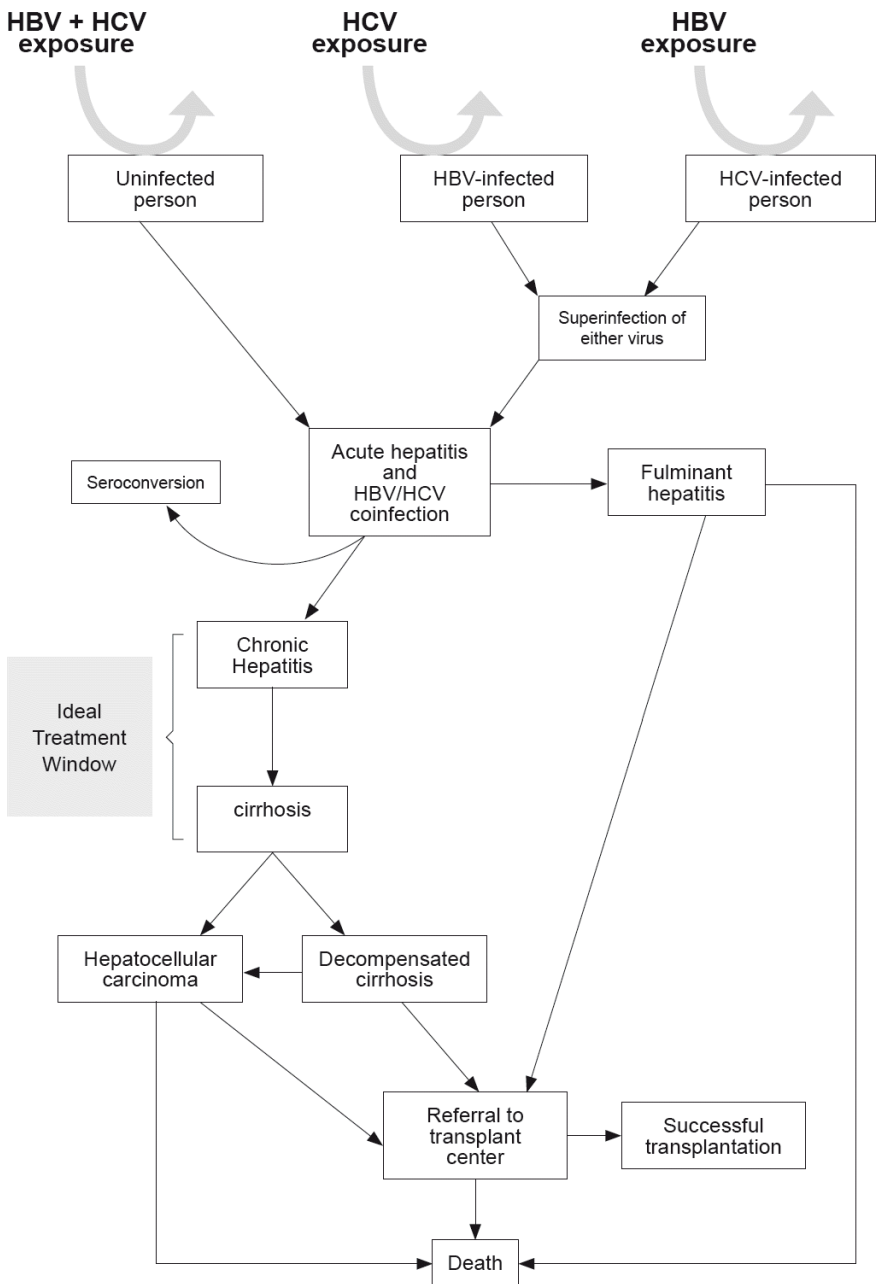 HBV + HCV
exposure
HCV
exposure
HBV
exposure
Uninfected
person
HBV-infected
person
HCV-infected
person
Superinfection of
either virus
Acute hepatitis
and
HBV/HCV
coinfection
Fulminant
hepatitis
Seroconversion
Chronic
Hepatitis
Ideal
Treatment
Window
cirrhosis
Hepatocellular
carcinoma
Decompensated
cirrhosis
Referral to
transplant
center
Successful
transplantation
Death